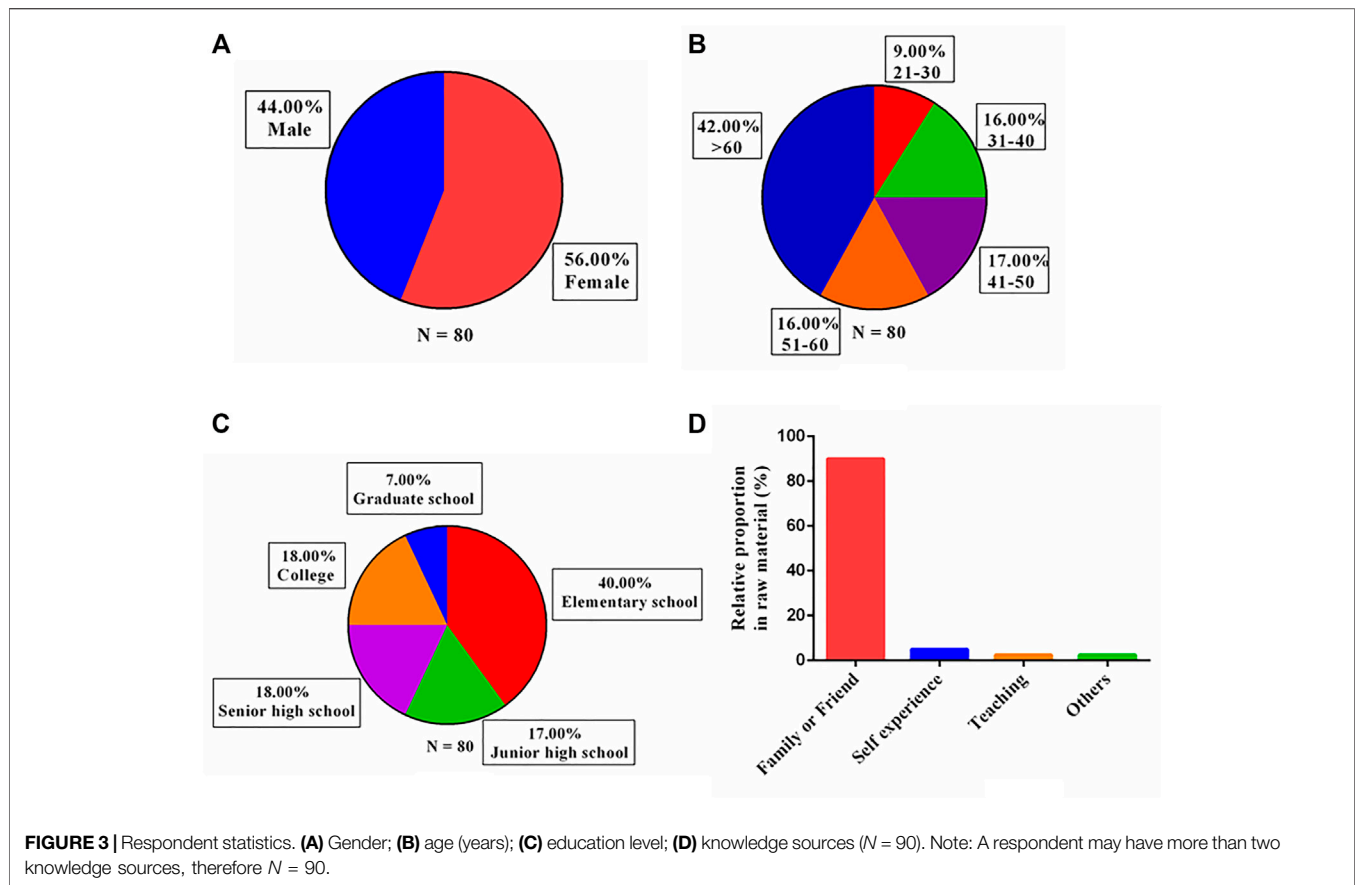 A
44.00%
Male
56.00%
Female
N = 80
B
9.00%
21-30
16.00%
31-40
42.00%
>60
17.00%
41-50
16.00%
51-60
N = 80
C
7.00%
Graduate school
18.00%
College
40.00%
Elementary school
18.00%
Senior high school
17.00%
Junior high school
N = 80
D
Relative proportion
in raw material (%)
100
80
60
40
20
0
Family or Friend
Self experience
Teaching
Others
FIGURE 3 | Respondent statistics. (A) Gender; (B) age (years); (C) education level; (D) knowledge sources (N = 90). Note: A respondent may have more than two
knowledge sources, therefore N = 90.